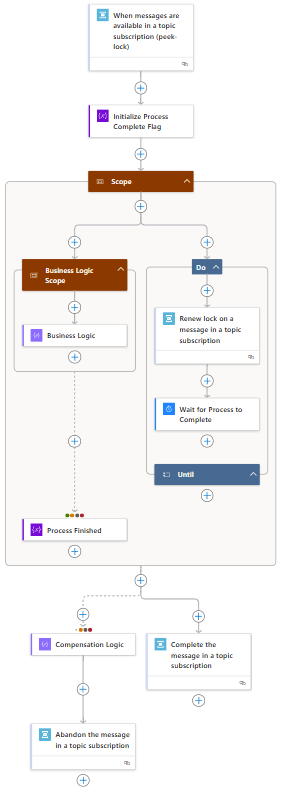 When messages are
available in a topic
subscription (peek-
lock)
Initialize Process
Complete Flag
Scope
Business Logic
Scope
Business Logic
Do
Renew lock on a
message in a topic
subscription
Wait for Process to
Complete
Until
Process Finished
Compensation Logic
Complete the
message in a topic
subscription
Abandon the message
in a topic subscription